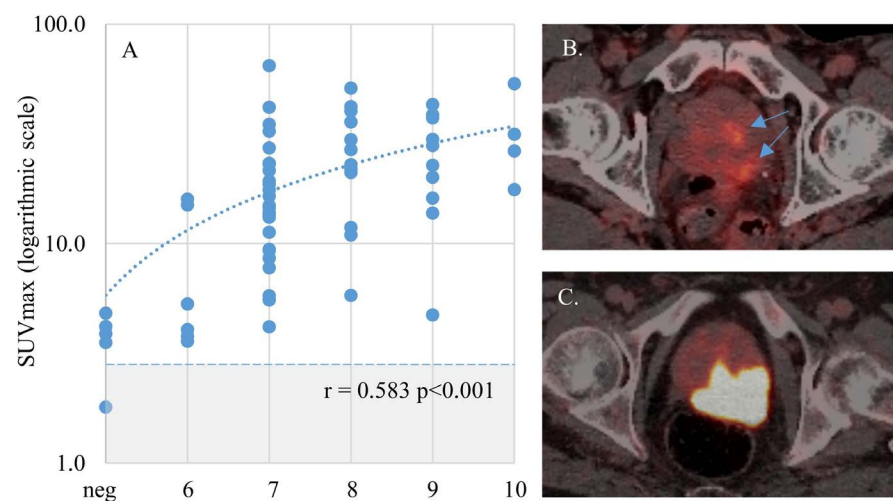 100.0
A
10.0
1.0
SUVmax (logarithmic scale)
r = 0.583 p<0.001
neg 6 7 8 9 10
B.
C.